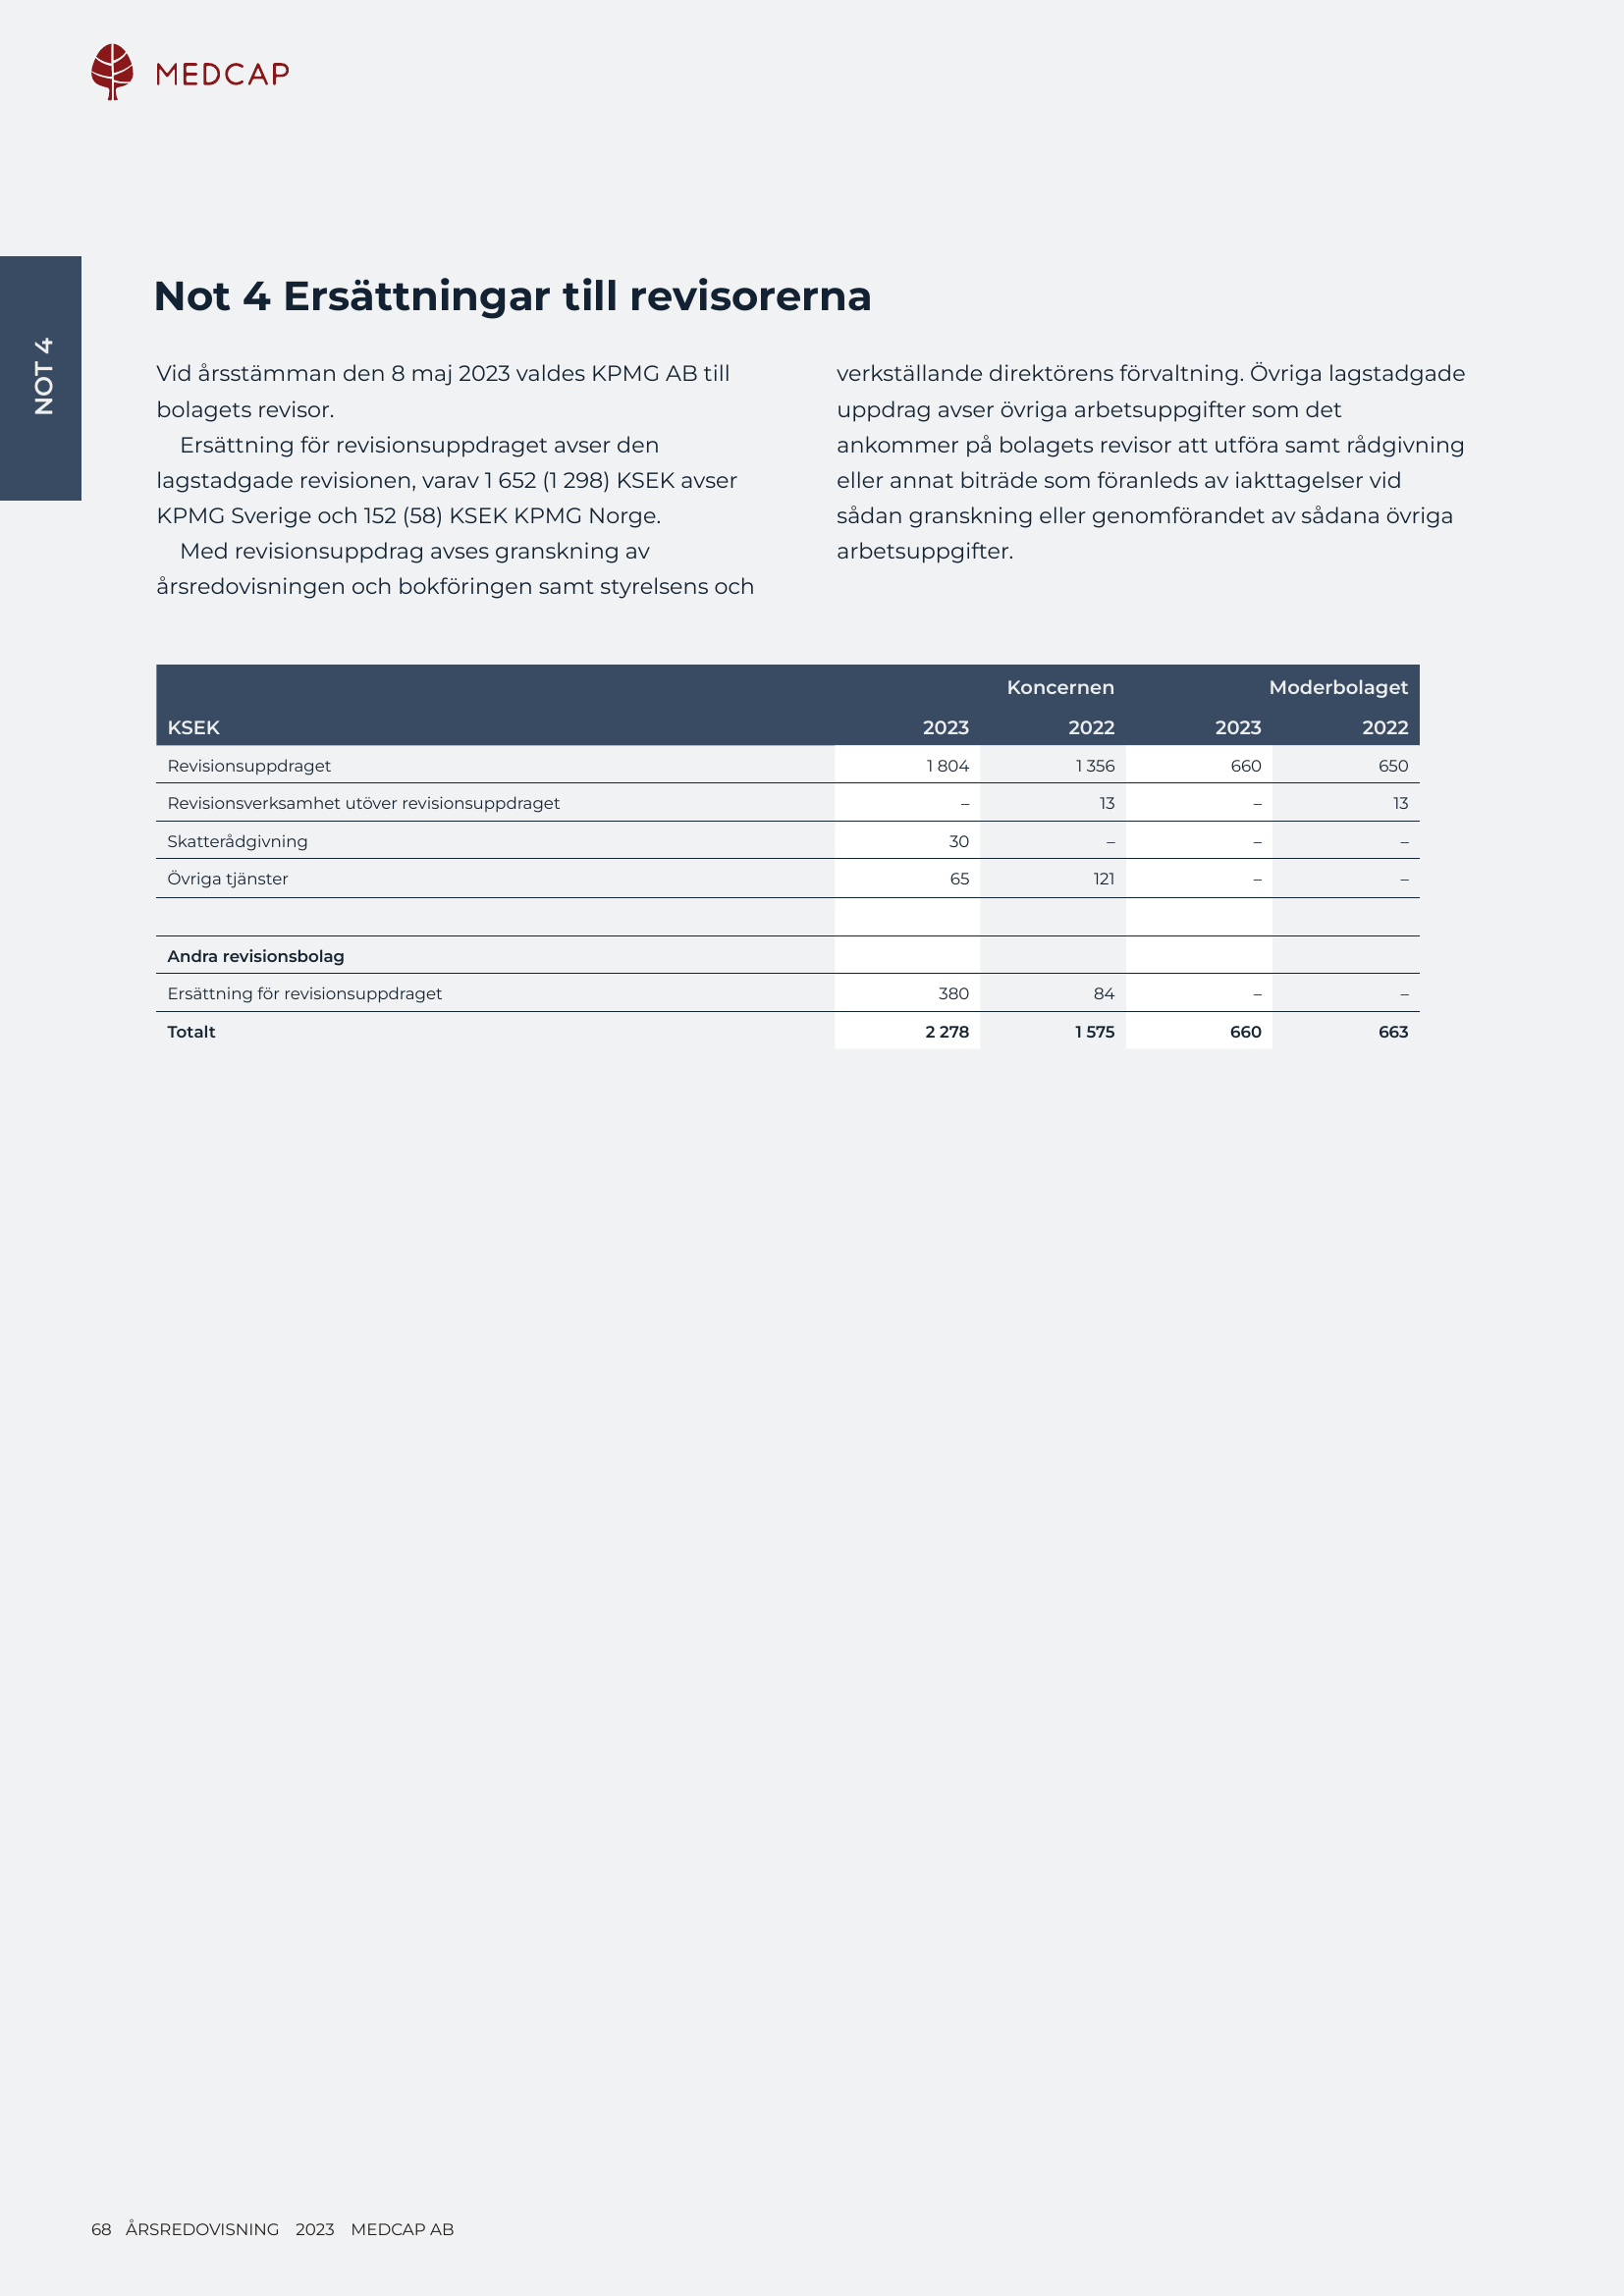 MEDCAP
NOT 4
Not 4 Ersättningar till revisorerna
Vid årsstämman den 8 maj 2023 valdes KPMG AB till
bolagets revisor.
Ersättning för revisionsuppdraget avser den
lagstadgade revisionen, varav 1 652 (1 298) KSEK avser
KPMG Sverige och 152 (58) KSEK KPMG Norge.
Med revisionsuppdrag avses granskning av
årsredovisningen och bokföringen samt styrelsens och
verkställande direktörens förvaltning. Övriga lagstadgade
uppdrag avser övriga arbetsuppgifter som det
ankommer på bolagets revisor att utföra samt rådgivning
eller annat biträde som föranleds av iakttagelser vid
sådan granskning eller genomförandet av sådana övriga
arbetsuppgifter.
Koncernen Moderbolaget
KSEK 2023 2022 2023 2022
Revisionsuppdraget 1 804 1 356 660 650
Revisionsverksamhet utöver revisionsuppdraget – 13 – 13
Skatterådgivning 30 – – –
Övriga tjänster 65 121 – –
Andra revisionsbolag
Ersättning för revisionsuppdraget 380 84 – –
Totalt 2 278 1 575 660 663
68 ÅRSREDOVISNING 2023 MEDCAP AB